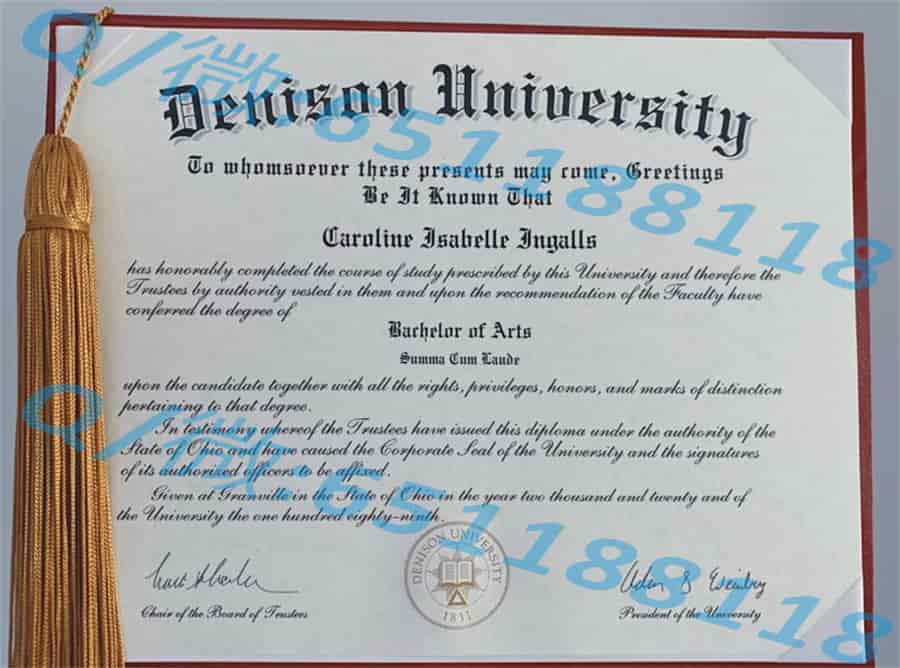 Denison University
To whomsoever these presents may come, Greetings
Be It Known That
Caroline Isabelle Ingalls
has honorably completed the course of study prescribed by this University and therefore the
Trustees by authority vested in them and upon the recommendation of the Faculty have
conferred the degree of
Bachelor of Arts
Summa Cum Laude
upon the candidate together with all the rights, privileges, honors, and marks of distinction
pertaining to that degree.
In testimony whereof the Trustees have issued this diploma under the authority of the
State of Ohio and have caused the Corporate Seal of the University and the signatures
of its authorized officers to be affixed.
Given at Granville in the State of Ohio in the year two thousand and twenty and of
the University the one hundred eighty-ninth.
DENISON UNIVERSITY
1831
Chair of the Board of Trustees
President of the University
Q/微:651188118
Q/微:651188118